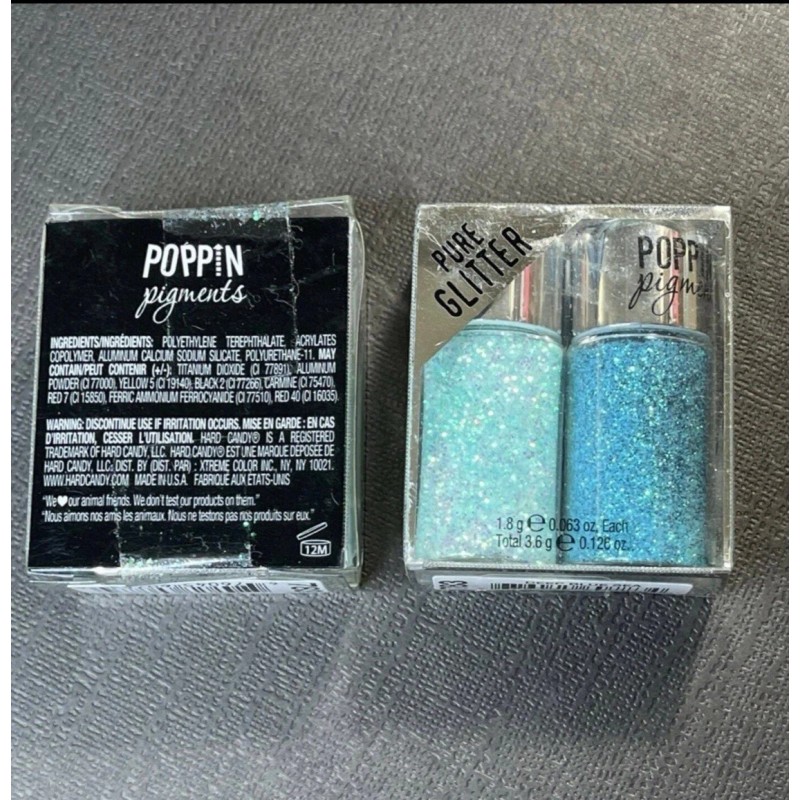 POPPIN
pigments
INGREDIENTS/INGRÉDIENTS: POLYETHYLENE TEREPHTHALATE, ACRYLATES
COPOLYMER, ALUMINUM CALCIUM SODIUM SILICATE, POLYURETHANE-11. MAY
CONTAIN/PEUT CONTENIR (+/-): TITANIUM DIOXIDE (CI 77891), ALUMINUM
POWDER (CI 77000), YELLOW 5 (CI 19140), BLACK 2 (CI 77266), CARMINE (CI 75470),
RED 7 (CI 15850), FERRIC AMMONIUM FERROCYANIDE (CI 77510), RED 40 (CI 16035)
WARNING: DISCONTINUE USE IF IRRITATION OCCURS. MISE EN GARDE : EN CAS
D'IRRITATION, CESSER L'UTILISATION. HARD CANDY® IS A REGISTERED
TRADEMARK OF HARD CANDY, LLC. HARD CANDY® EST UNE MARQUE DÉPOSÉE DE
HARD CANDY, LLC: DIST. BY (DIST. PAR) : XTREME COLOR INC., NY, NY 10021.
WWW.HARDCANDY.COM MADE IN U.S.A. FABRIQUÉ AUX ÉTATS-UNIS
"We♥our animal friends. We don't test our products on them."
"Nous aimons nos amis les animaux. Nous ne testons pas nos produits sur eux."
12M
PURE
GLITTER
POPPIN
pigments
1.8 g ℮ 0.063 oz. Each
Total 3.6 g ℮ 0.126 oz.